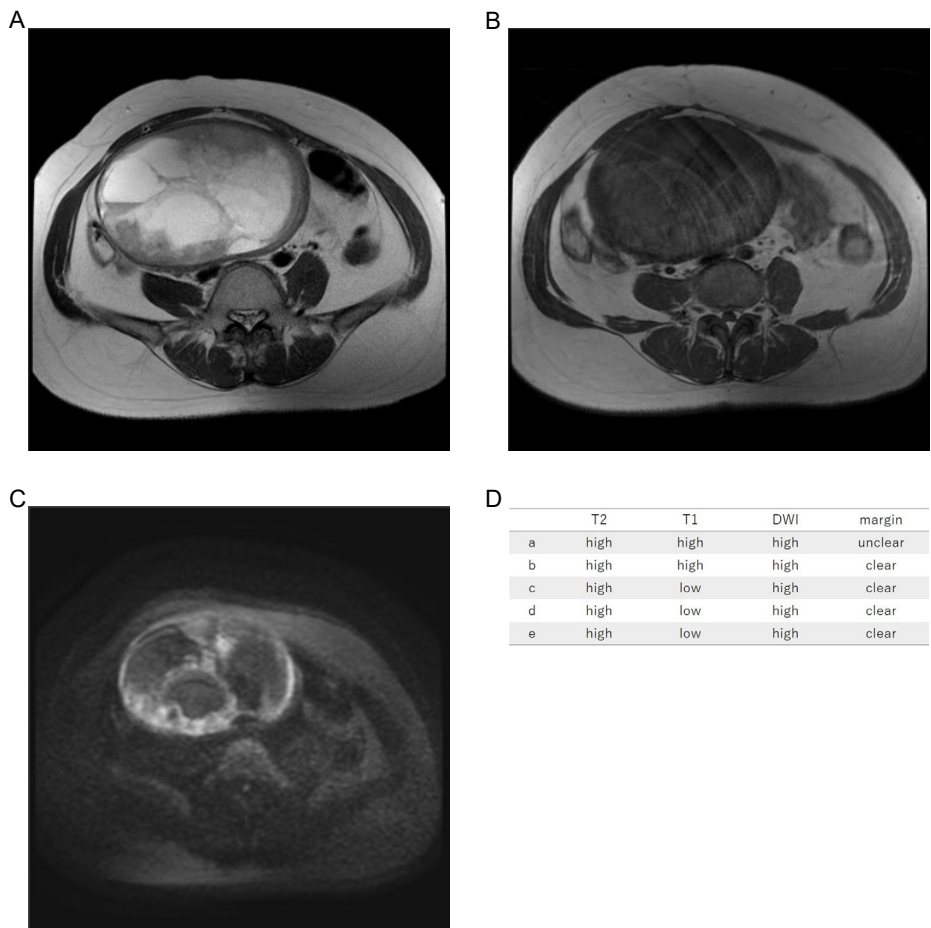 A
B
C
D
T2 T1 DWI margin
a high high high unclear
b high high high clear
c high low high clear
d high low high clear
e high low high clear